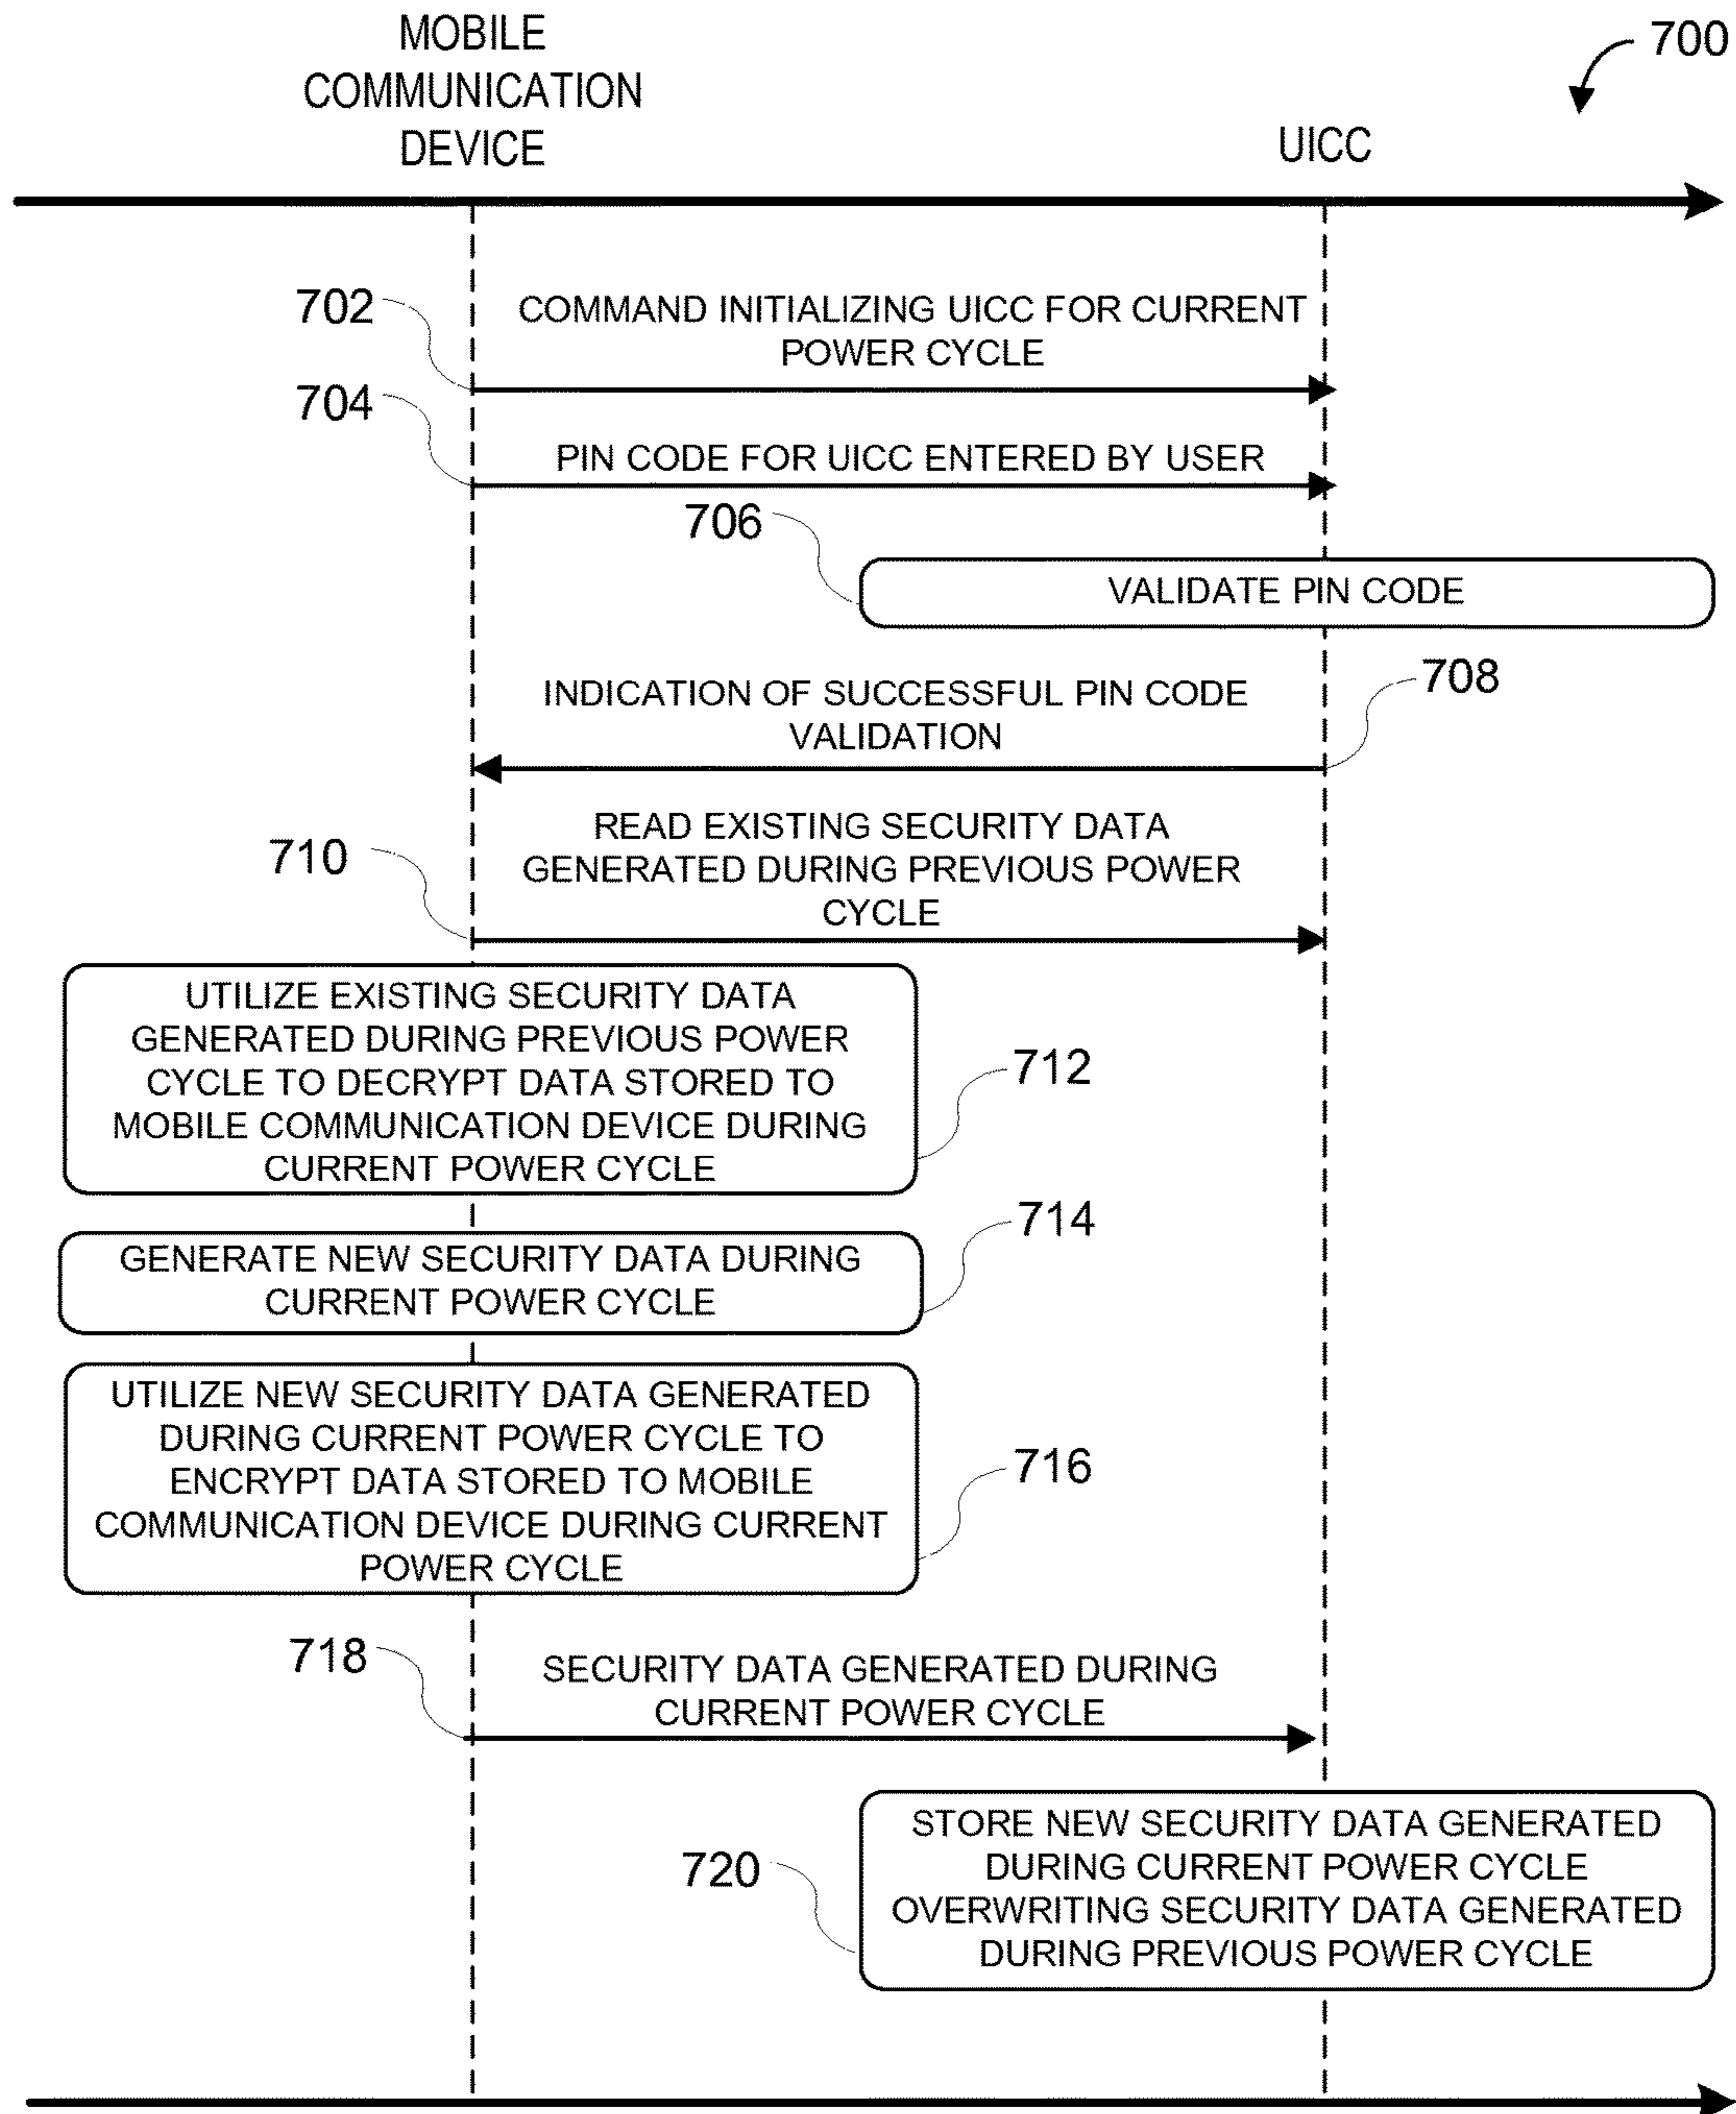 MOBILE
COMMUNICATION
DEVICE
UICC
700
702
COMMAND INITIALIZING UICC FOR CURRENT
POWER CYCLE
704
PIN CODE FOR UICC ENTERED BY USER
706
VALIDATE PIN CODE
INDICATION OF SUCCESSFUL PIN CODE
VALIDATION
708
710
READ EXISTING SECURITY DATA
GENERATED DURING PREVIOUS POWER
CYCLE
UTILIZE EXISTING SECURITY DATA
GENERATED DURING PREVIOUS POWER
CYCLE TO DECRYPT DATA STORED TO
MOBILE COMMUNICATION DEVICE DURING
CURRENT POWER CYCLE
712
GENERATE NEW SECURITY DATA DURING
CURRENT POWER CYCLE
714
UTILIZE NEW SECURITY DATA GENERATED
DURING CURRENT POWER CYCLE TO
ENCRYPT DATA STORED TO MOBILE
COMMUNICATION DEVICE DURING CURRENT
POWER CYCLE
716
718
SECURITY DATA GENERATED DURING
CURRENT POWER CYCLE
720
STORE NEW SECURITY DATA GENERATED
DURING CURRENT POWER CYCLE
OVERWRITING SECURITY DATA GENERATED
DURING PREVIOUS POWER CYCLE